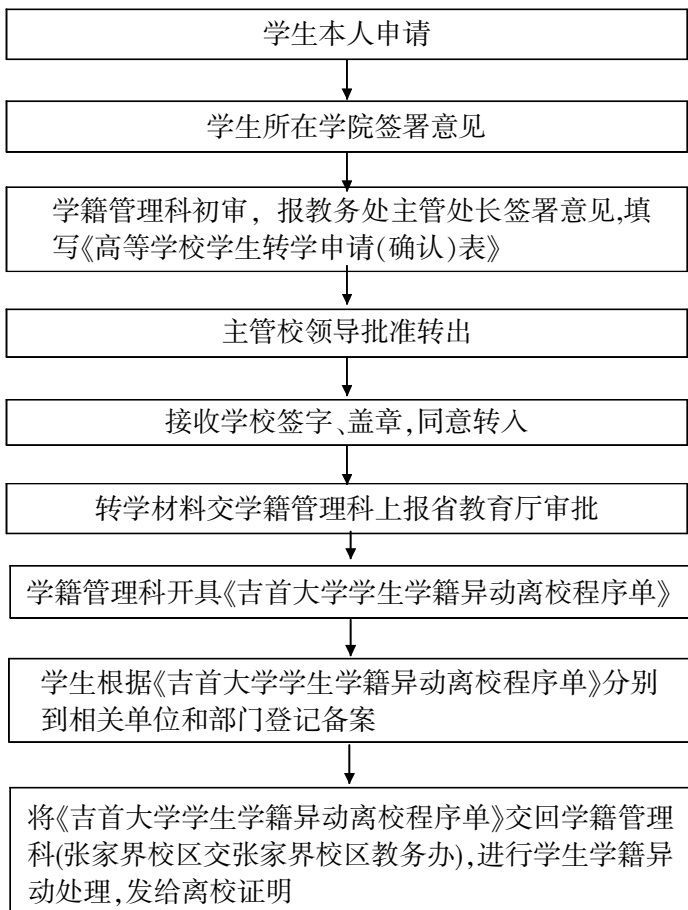 学生本人申请
学生所在学院签署意见
学籍管理科初审，报教务处主管处长签署意见,填
写《高等学校学生转学申请(确认)表》
主管校领导批准转出
接收学校签字、盖章,同意转入
转学材料交学籍管理科上报省教育厅审批
学籍管理科开具《吉首大学学生学籍异动离校程序单》
学生根据《吉首大学学生学籍异动离校程序单》分别
到相关单位和部门登记备案
将《吉首大学学生学籍异动离校程序单》交回学籍管理
科(张家界校区交张家界校区教务办),进行学生学籍异
动处理,发给离校证明